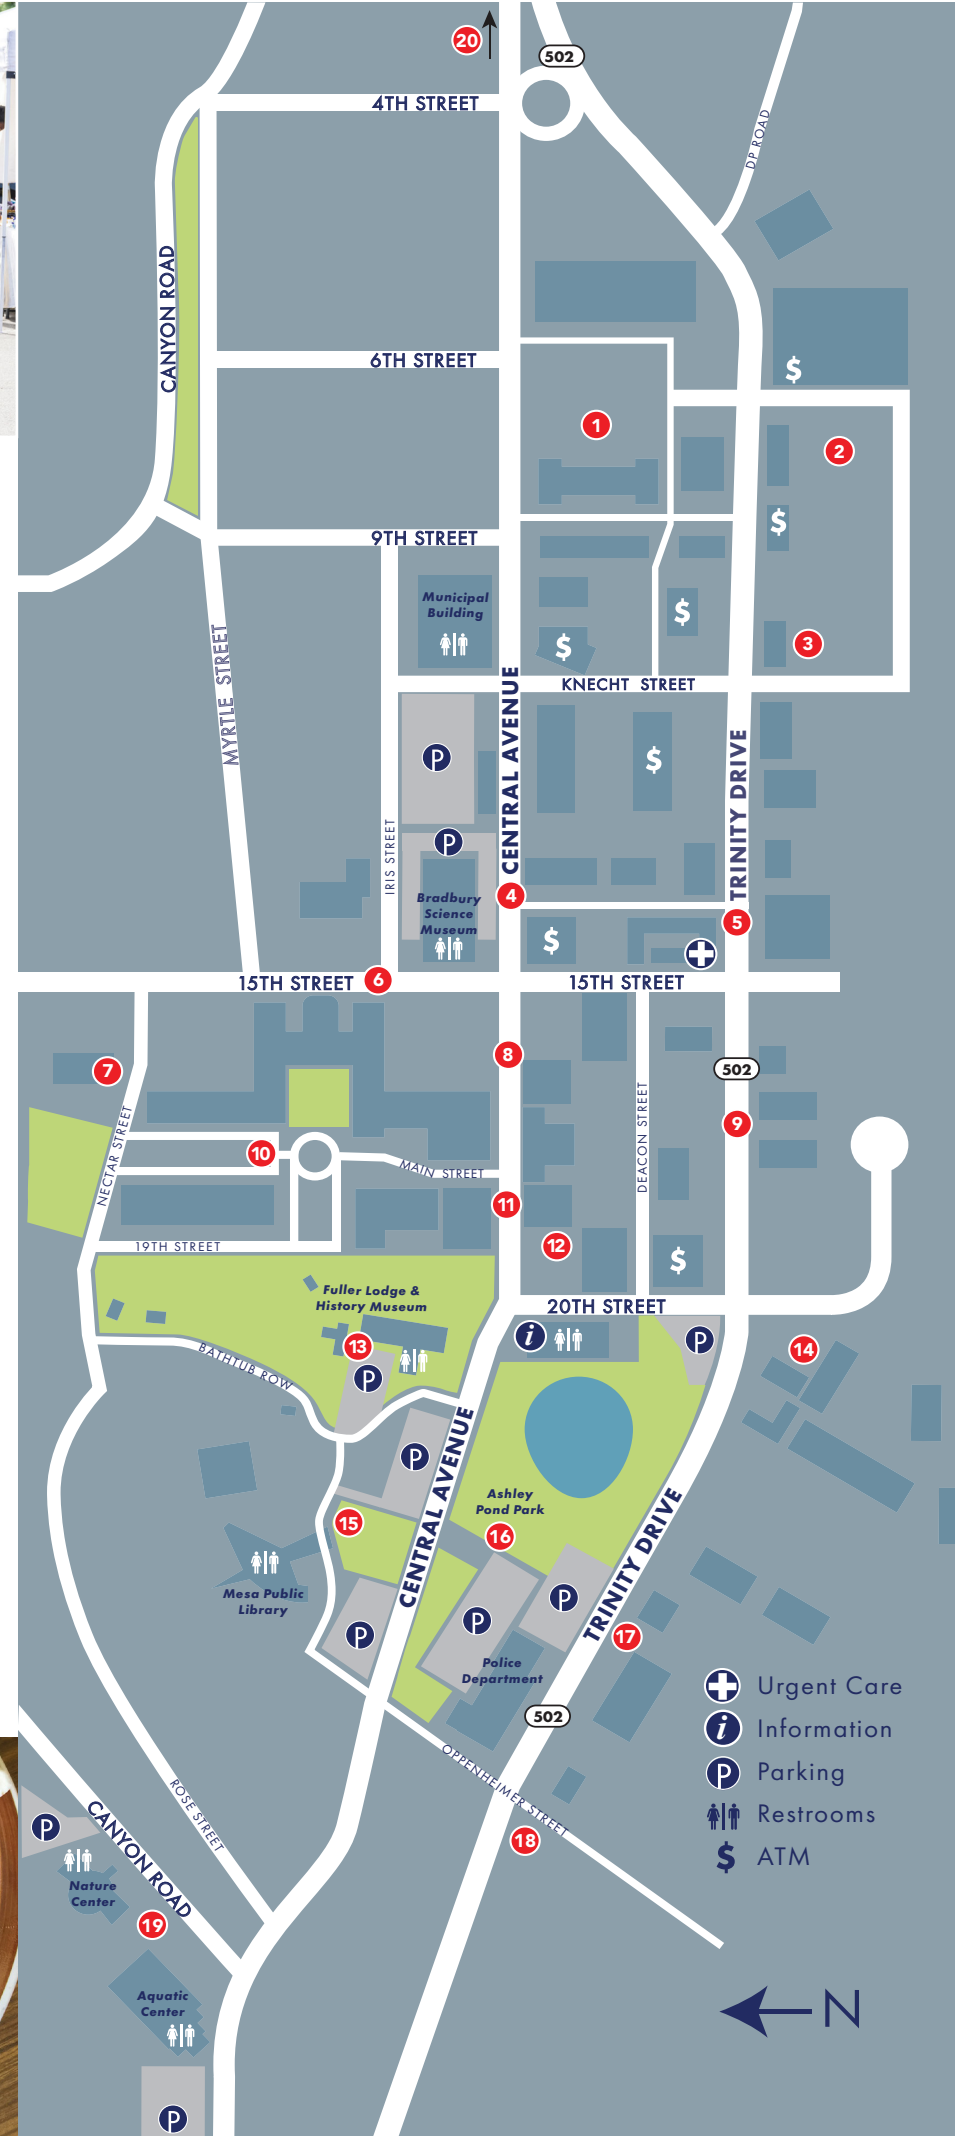 20
502
4TH STREET
DP ROAD
CANYON ROAD
6TH STREET
$
1
2
9TH STREET
$
Municipal
Building
$
$
3
MYRTLE STREET
KNECHT STREET
CENTRAL AVENUE
TRINITY DRIVE
P
$
IRIS STREET
P
Bradbury
Science
Museum
4
5
$
15TH STREET
6
15TH STREET
7
8
502
9
NECTAR STREET
DEACON STREET
10
MAIN STREET
11
12
19TH STREET
$
Fuller Lodge &
History Museum
20TH STREET
13
i
P
14
BATHTUB ROW
P
P
CENTRAL AVENUE
Ashley
Pond Park
15
16
TRINITY DRIVE
Mesa Public
Library
P
P
P
17
Police
Department
502
Urgent Care
i Information
P Parking
Restrooms
$ ATM
OPPENHEIMER STREET
ROSE STREET
18
CANYON ROAD
P
Nature
Center
19
Aquatic
Center
N
P